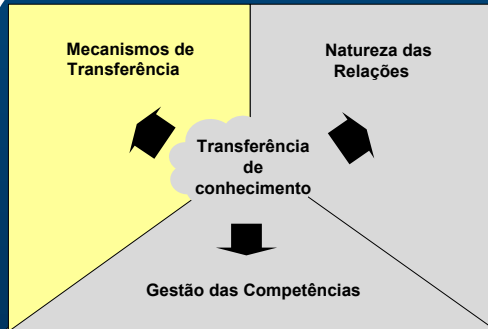 Mecanismos de
Transferência
Natureza das
Relações
Transferência
de
conhecimento
Gestão das Competências